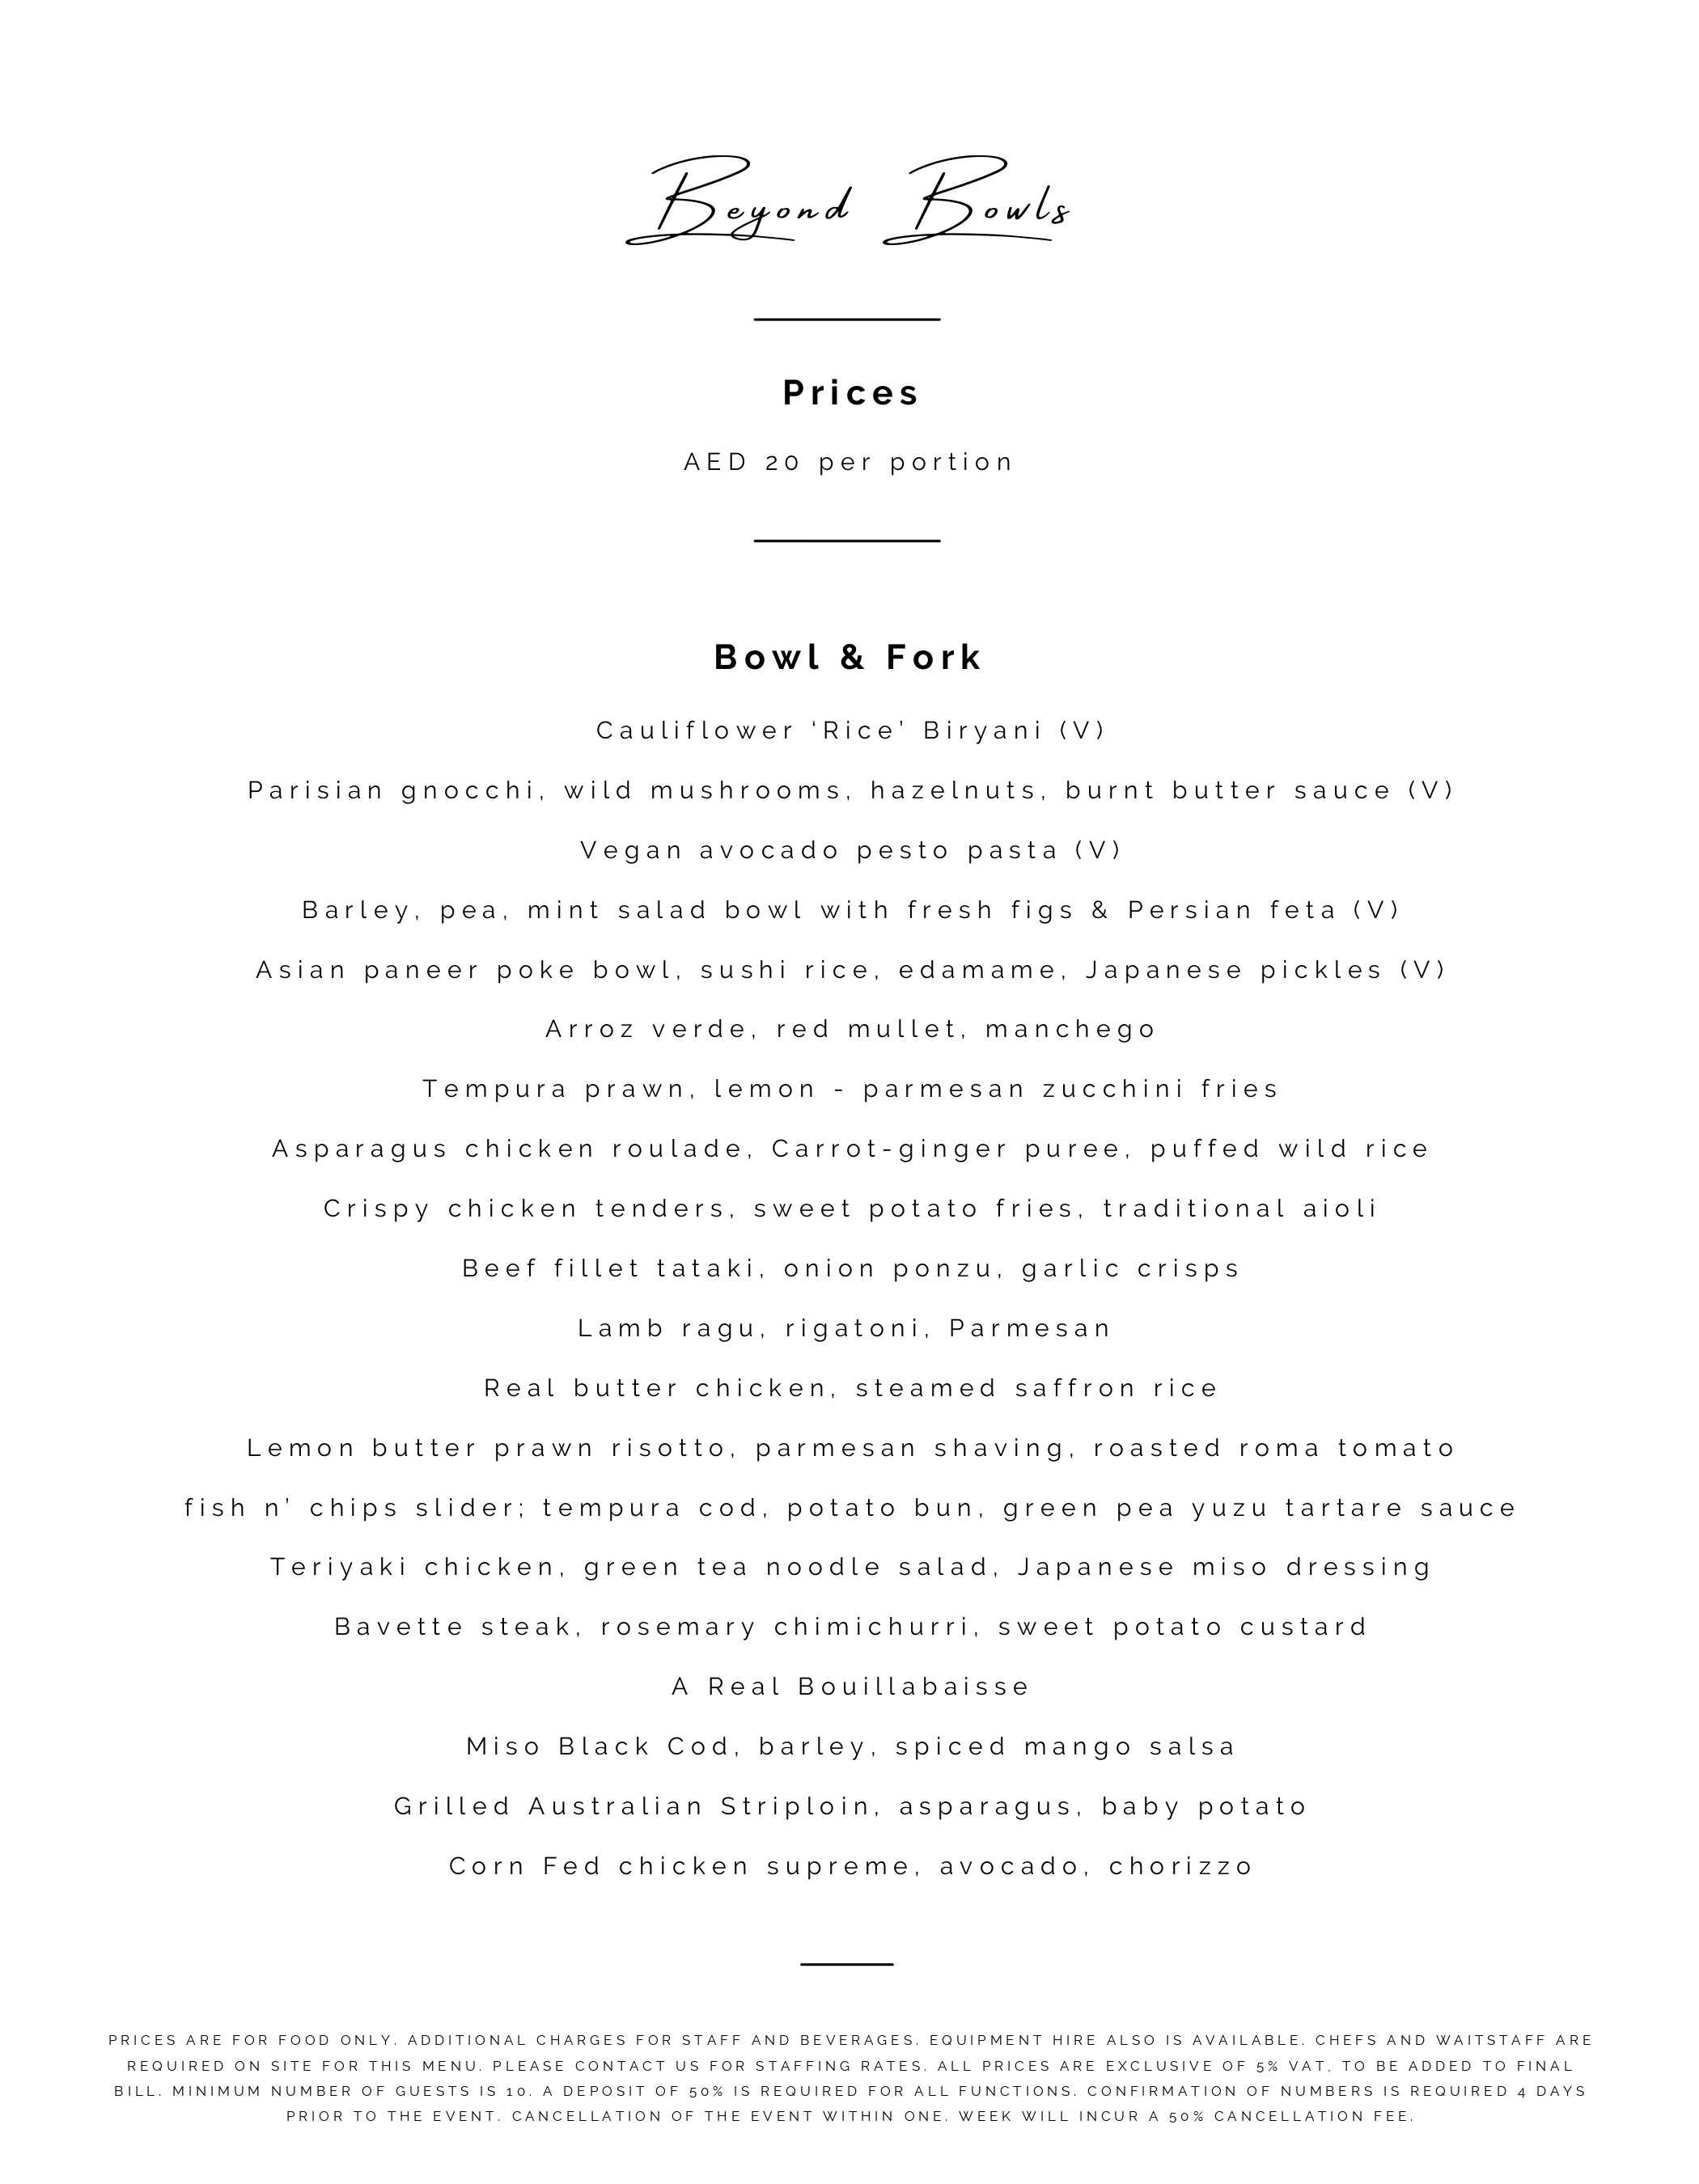 Beyond Bowls
Prices
AED 20 per portion
Bowl & Fork
Cauliflower ‘Rice’ Biryani (V)
Parisian gnocchi, wild mushrooms, hazelnuts, burnt butter sauce (V)
Vegan avocado pesto pasta (V)
Barley, pea, mint salad bowl with fresh figs & Persian feta (V)
Asian paneer poke bowl, sushi rice, edamame, Japanese pickles (V)
Arroz verde, red mullet, manchego
Tempura prawn, lemon - parmesan zucchini fries
Asparagus chicken roulade, Carrot-ginger puree, puffed wild rice
Crispy chicken tenders, sweet potato fries, traditional aioli
Beef fillet tataki, onion ponzu, garlic crisps
Lamb ragu, rigatoni, Parmesan
Real butter chicken, steamed saffron rice
Lemon butter prawn risotto, parmesan shaving, roasted roma tomato
fish n’ chips slider; tempura cod, potato bun, green pea yuzu tartare sauce
Teriyaki chicken, green tea noodle salad, Japanese miso dressing
Bavette steak, rosemary chimichurri, sweet potato custard
A Real Bouillabaisse
Miso Black Cod, barley, spiced mango salsa
Grilled Australian Striploin, asparagus, baby potato
Corn Fed chicken supreme, avocado, chorizzo
PRICES ARE FOR FOOD ONLY. ADDITIONAL CHARGES FOR STAFF AND BEVERAGES. EQUIPMENT HIRE ALSO IS AVAILABLE. CHEFS AND WAITSTAFF ARE
REQUIRED ON SITE FOR THIS MENU. PLEASE CONTACT US FOR STAFFING RATES. ALL PRICES ARE EXCLUSIVE OF 5% VAT, TO BE ADDED TO FINAL
BILL. MINIMUM NUMBER OF GUESTS IS 10. A DEPOSIT OF 50% IS REQUIRED FOR ALL FUNCTIONS. CONFIRMATION OF NUMBERS IS REQUIRED 4 DAYS
PRIOR TO THE EVENT. CANCELLATION OF THE EVENT WITHIN ONE. WEEK WILL INCUR A 50% CANCELLATION FEE.